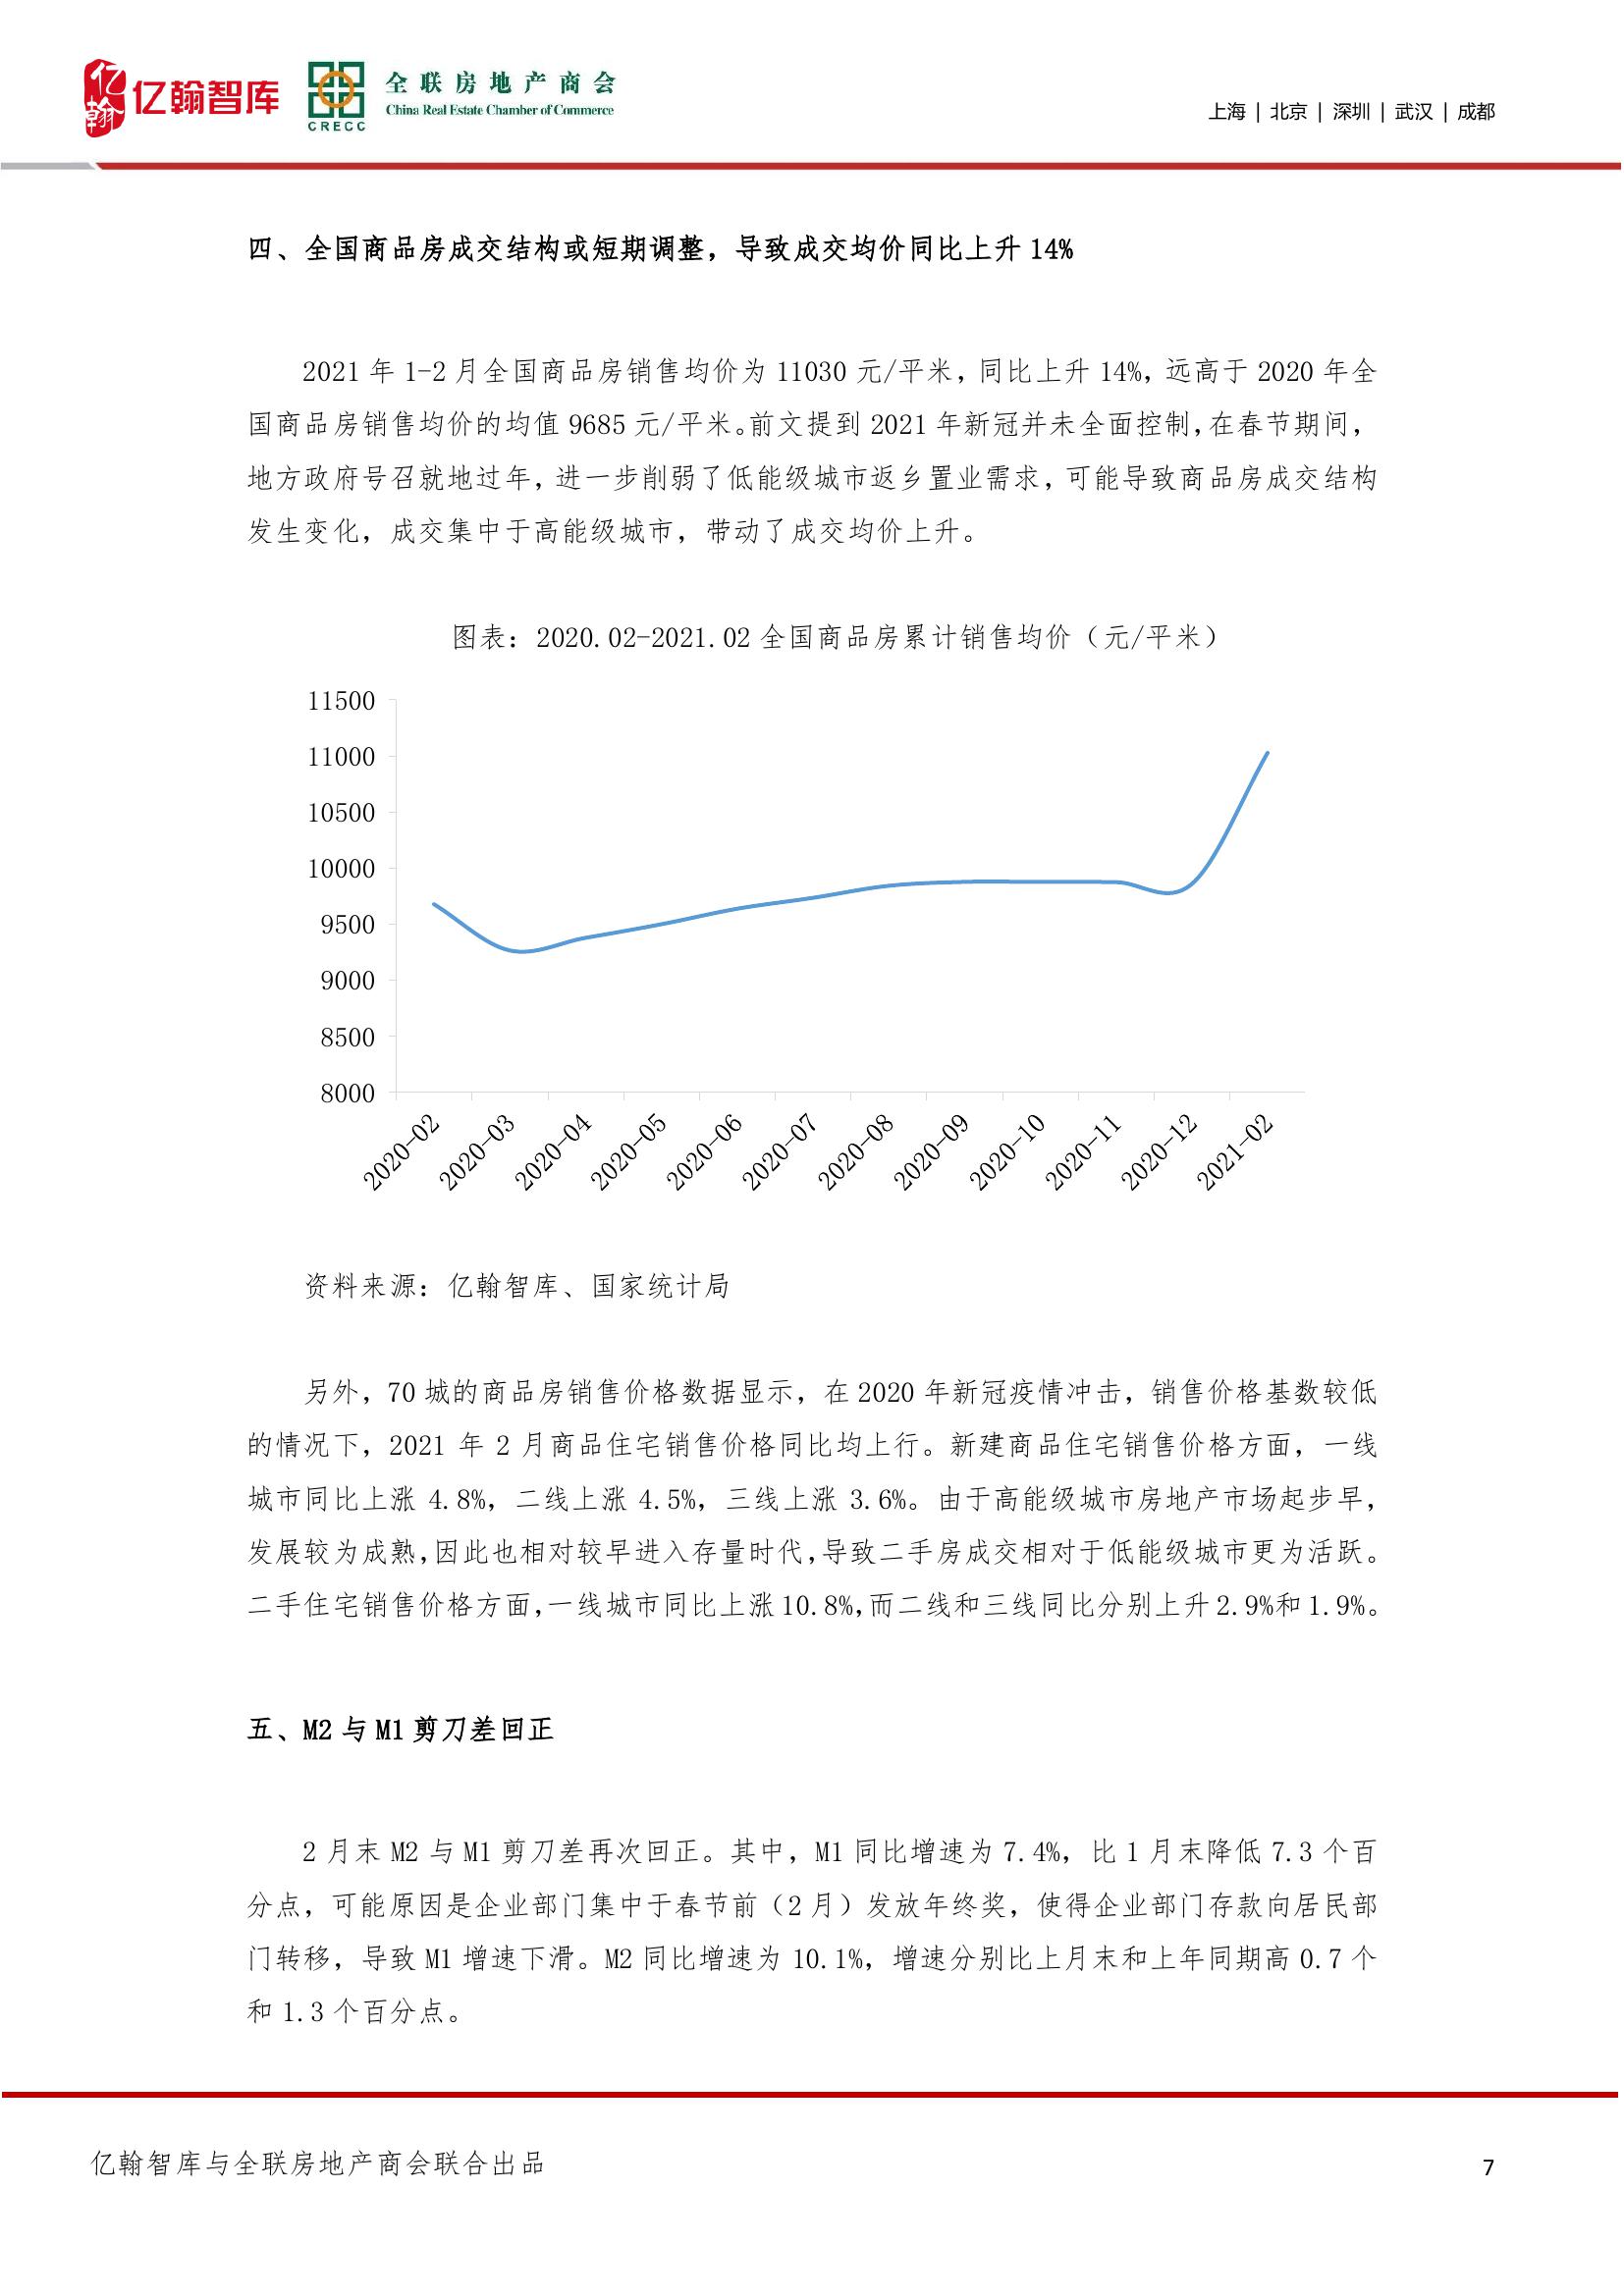 亿翰
亿翰智库
CRECC
全联房地产商会
China Real Estate Chamber of Commerce
上海 | 北京 | 深圳 | 武汉 | 成都
四、全国商品房成交结构或短期调整，导致成交均价同比上升 14%
2021 年 1-2 月全国商品房销售均价为 11030 元/平米，同比上升 14%，远高于 2020 年全
国商品房销售均价的均值 9685 元/平米。前文提到 2021 年新冠并未全面控制，在春节期间，
地方政府号召就地过年，进一步削弱了低能级城市返乡置业需求，可能导致商品房成交结构
发生变化，成交集中于高能级城市，带动了成交均价上升。
图表：2020.02-2021.02 全国商品房累计销售均价（元/平米）
11500
11000
10500
10000
9500
9000
8500
8000
2020-02
2020-03
2020-04
2020-05
2020-06
2020-07
2020-08
2020-09
2020-10
2020-11
2020-12
2021-02
资料来源：亿翰智库、国家统计局
另外，70 城的商品房销售价格数据显示，在 2020 年新冠疫情冲击，销售价格基数较低
的情况下，2021 年 2 月商品住宅销售价格同比均上行。新建商品住宅销售价格方面，一线
城市同比上涨 4.8%，二线上涨 4.5%，三线上涨 3.6%。由于高能级城市房地产市场起步早，
发展较为成熟，因此也相对较早进入存量时代，导致二手房成交相对于低能级城市更为活跃。
二手住宅销售价格方面，一线城市同比上涨 10.8%，而二线和三线同比分别上升 2.9%和 1.9%。
五、M2 与 M1 剪刀差回正
2 月末 M2 与 M1 剪刀差再次回正。其中，M1 同比增速为 7.4%，比 1 月末降低 7.3 个百
分点，可能原因是企业部门集中于春节前（2 月）发放年终奖，使得企业部门存款向居民部
门转移，导致 M1 增速下滑。M2 同比增速为 10.1%，增速分别比上月末和上年同期高 0.7 个
和 1.3 个百分点。
亿翰智库与全联房地产商会联合出品
7